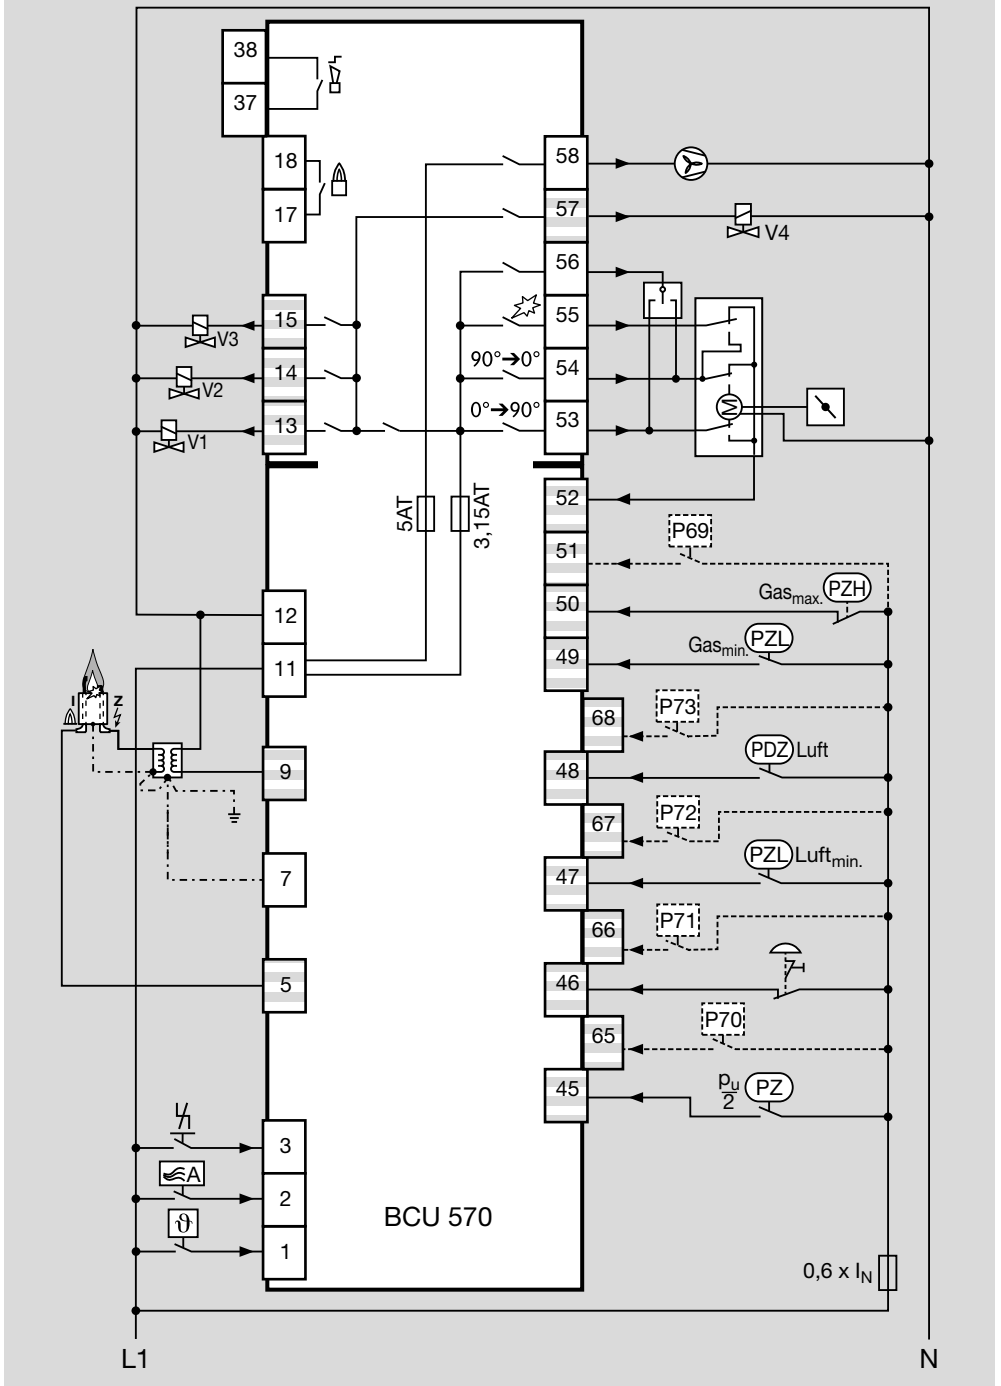 38
37
18
17
58
57
V4
56
15
V3
55
14
V2
90°➔0°
54
13
V1
0°➔90°
53
M
5AT
3,15AT
52
P69
51
Gasmax. PZH
50
Gasmin. PZL
49
12
11
I
Z
P73
68
PDZ Luft
48
9
P72
67
PZL Luftmin.
47
7
P71
66
46
5
P70
65
pu
2
PZ
45
3
A
2
ϑ
1
BCU 570
0,6 x IN
L1
N